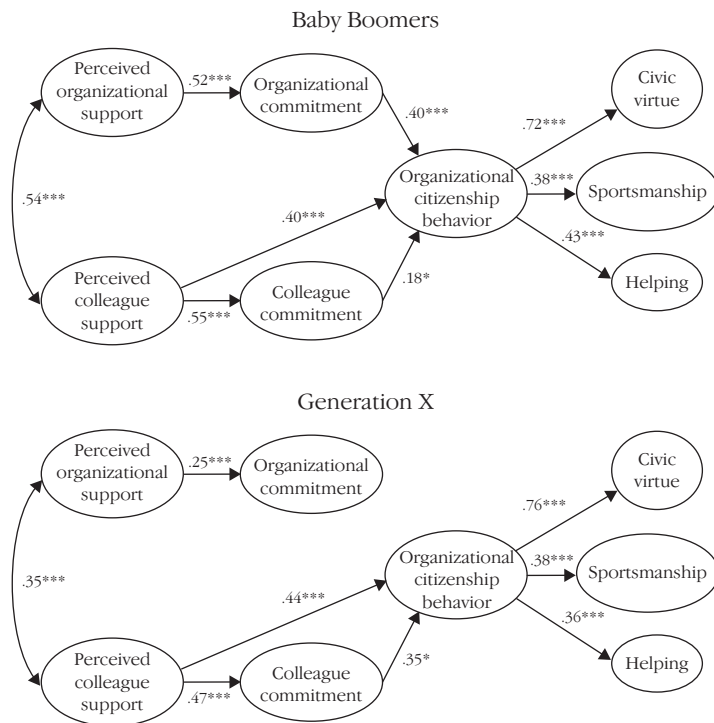 Baby Boomers
Perceived
organizational
support
.52***
Organizational
commitment
.40***
Civic
virtue
.72***
Organizational
citizenship
behavior
.38***
Sportsmanship
.54***
.40***
.43***
Perceived
colleague
support
.55***
Colleague
commitment
.18*
Helping
Generation X
Perceived
organizational
support
.25***
Organizational
commitment
Civic
virtue
.76***
Organizational
citizenship
behavior
.38***
Sportsmanship
.35***
.44***
.36***
Perceived
colleague
support
.47***
Colleague
commitment
.35*
Helping